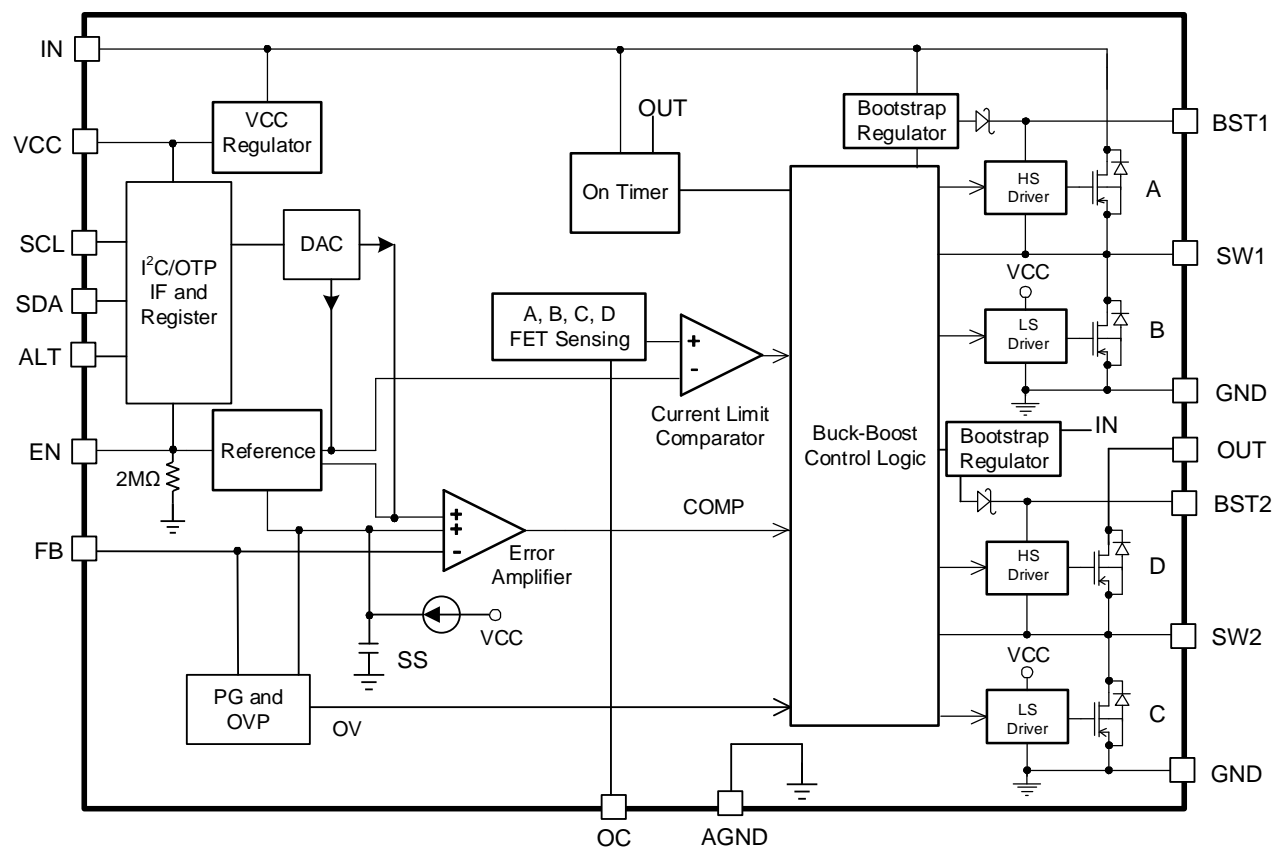 IN
VCC
Regulator
OUT
Bootstrap
Regulator
BST1
VCC
On Timer
HS
Driver
A
SCL
DAC
SW1
I²C/OTP
IF and
Register
VCC
SDA
A, B, C, D
FET Sensing
+
-
LS
Driver
B
ALT
GND
Current Limit
Comparator
Buck-Boost
Control Logic
IN
Bootstrap
Regulator
OUT
EN
Reference
2MΩ
BST2
COMP
+
+
-
FB
Error
Amplifier
HS
Driver
D
VCC
SS
SW2
VCC
PG and
OVP
OV
LS
Driver
C
GND
OC
AGND